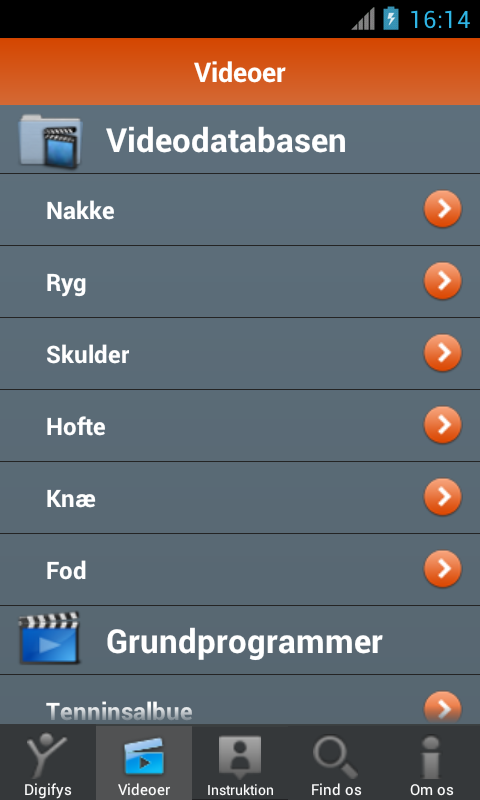 16:14
Videoer
Videodatabasen
Nakke
Ryg
Skulder
Hofte
Knæ
Fod
Grundprogrammer
Tenninsalbue
Digifys
Videoer
Instruktion
Find os
Om os